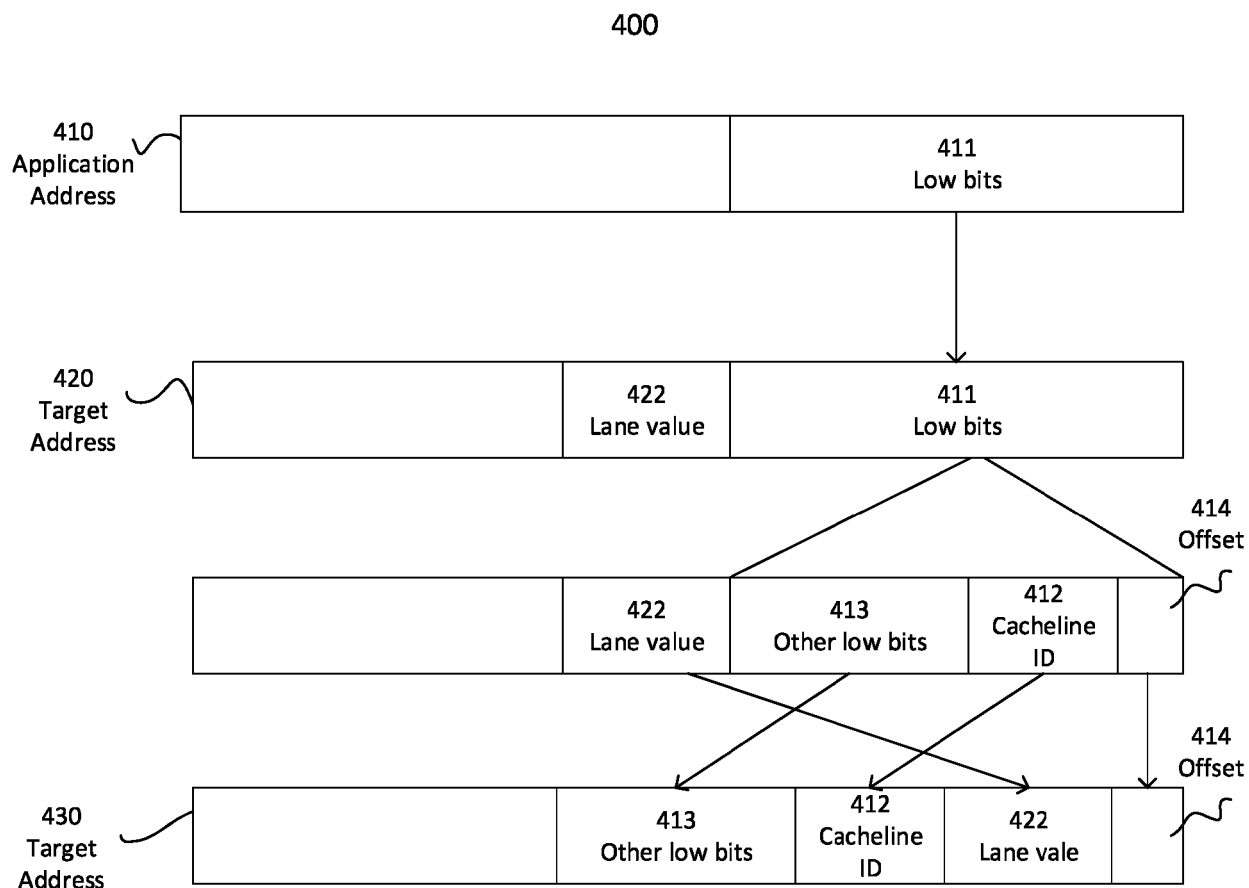 400
410
Application
Address
411
Low bits
420
Target
Address
422
Lane value
411
Low bits
414
Offset
422
Lane value
413
Other low bits
412
Cacheline
ID
414
Offset
430
Target
Address
413
Other low bits
412
Cacheline
ID
422
Lane vale